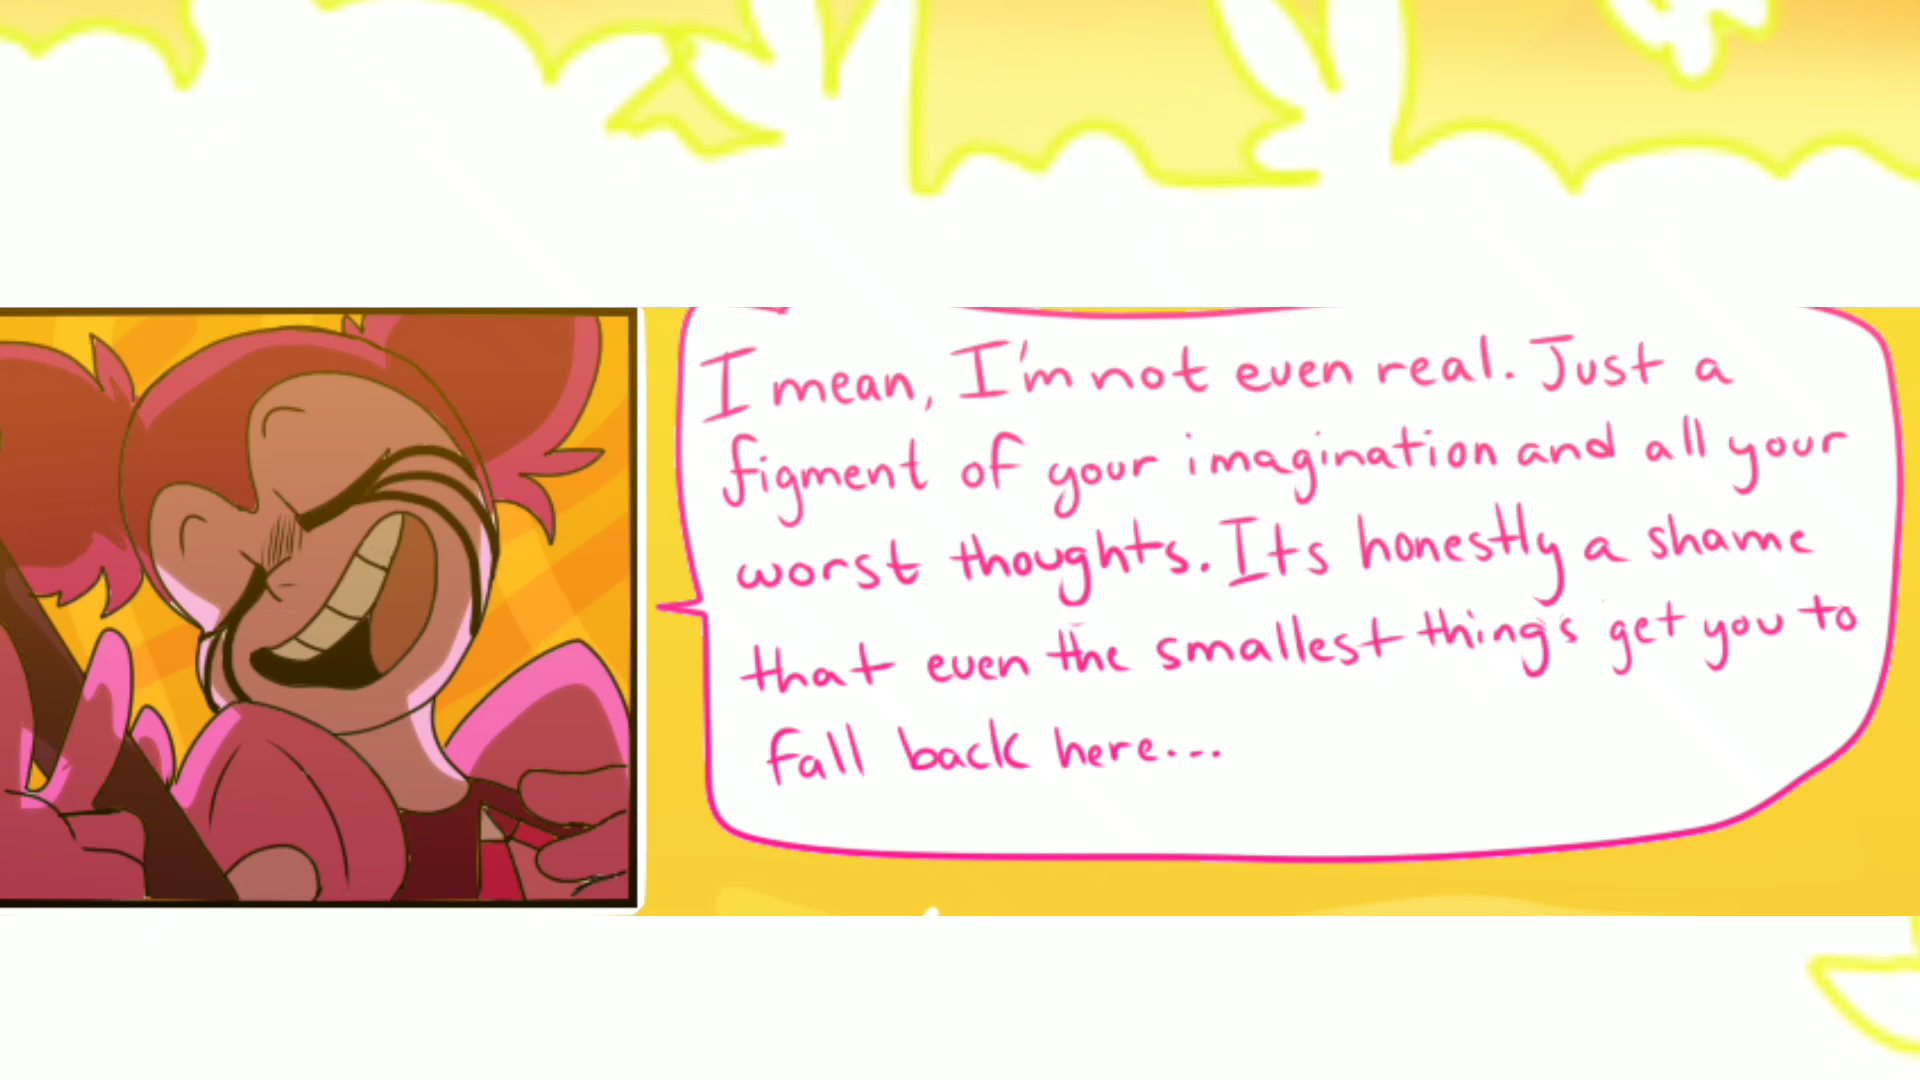 I mean, I'm not even real. Just a
figment of your imagination and all your
worst thoughts. Its honestly a shame
that even the smallest thing's get you to
fall back here...